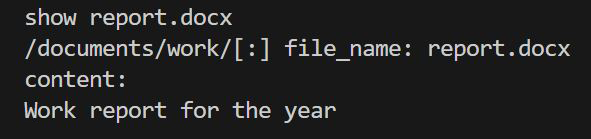 show report.docx
/documents/work/[:] file_name: report.docx
content:
Work report for the year